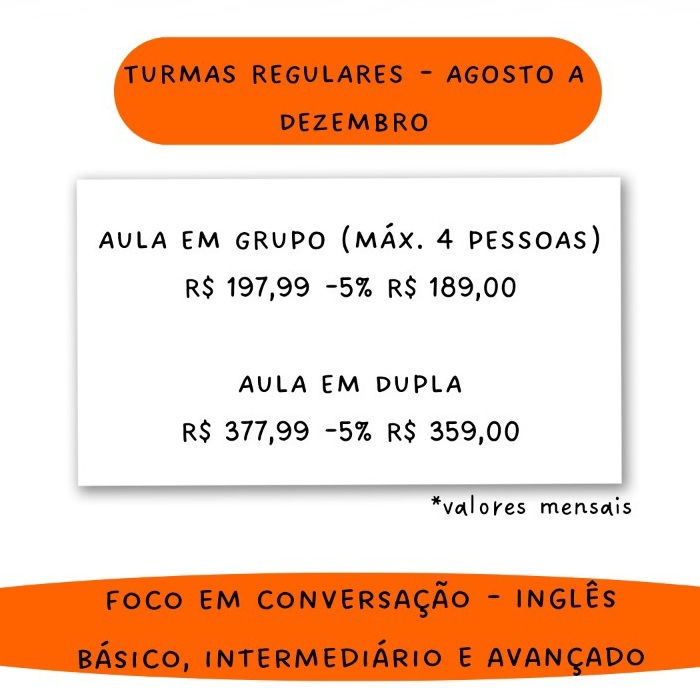 TURMAS REGULARES - AGOSTO A
DEZEMBRO
AULA EM GRUPO (MÁX. 4 PESSOAS)
R$ 197,99 -5% R$ 189,00
AULA EM DUPLA
R$ 377,99 -5% R$ 359,00
*valores mensais
FOCO EM CONVERSAÇÃO - INGLÊS
BÁSICO, INTERMEDIÁRIO E AVANÇADO